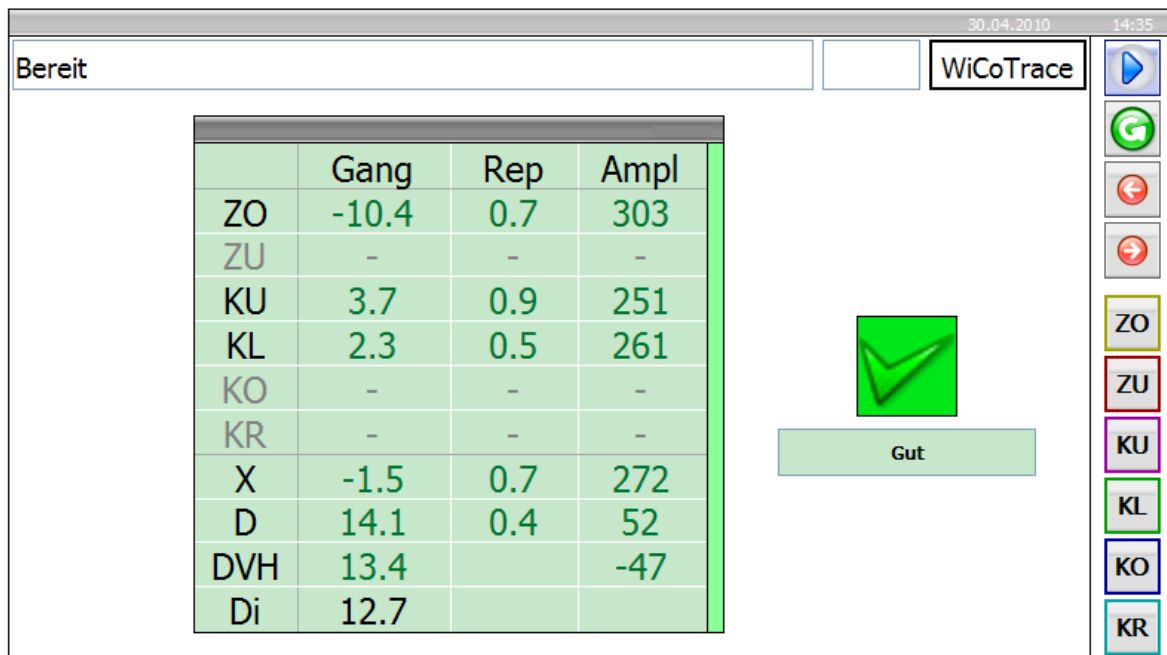 30.04.2010 14:35
Bereit WiCoTrace
Gang Rep Ampl
ZO -10.4 0.7 303
ZU - - -
KU 3.7 0.9 251
KL 2.3 0.5 261
KO - - -
KR - - -
X -1.5 0.7 272
D 14.1 0.4 52
DVH 13.4 -47
Di 12.7
Gut
ZO
ZU
KU
KL
KO
KR